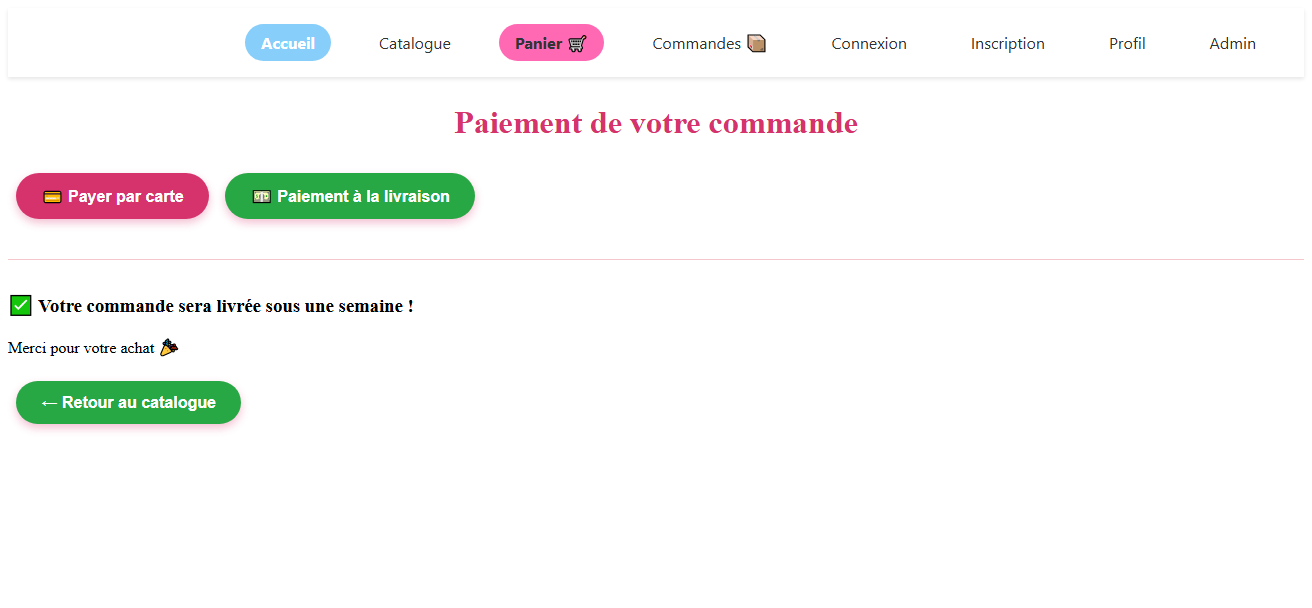 Accueil Catalogue Panier 🛒 Commandes 📦 Connexion Inscription Profil Admin
Paiement de votre commande
💳 Payer par carte 💵 Paiement à la livraison
✅ Votre commande sera livrée sous une semaine !
Merci pour votre achat 🎉
← Retour au catalogue